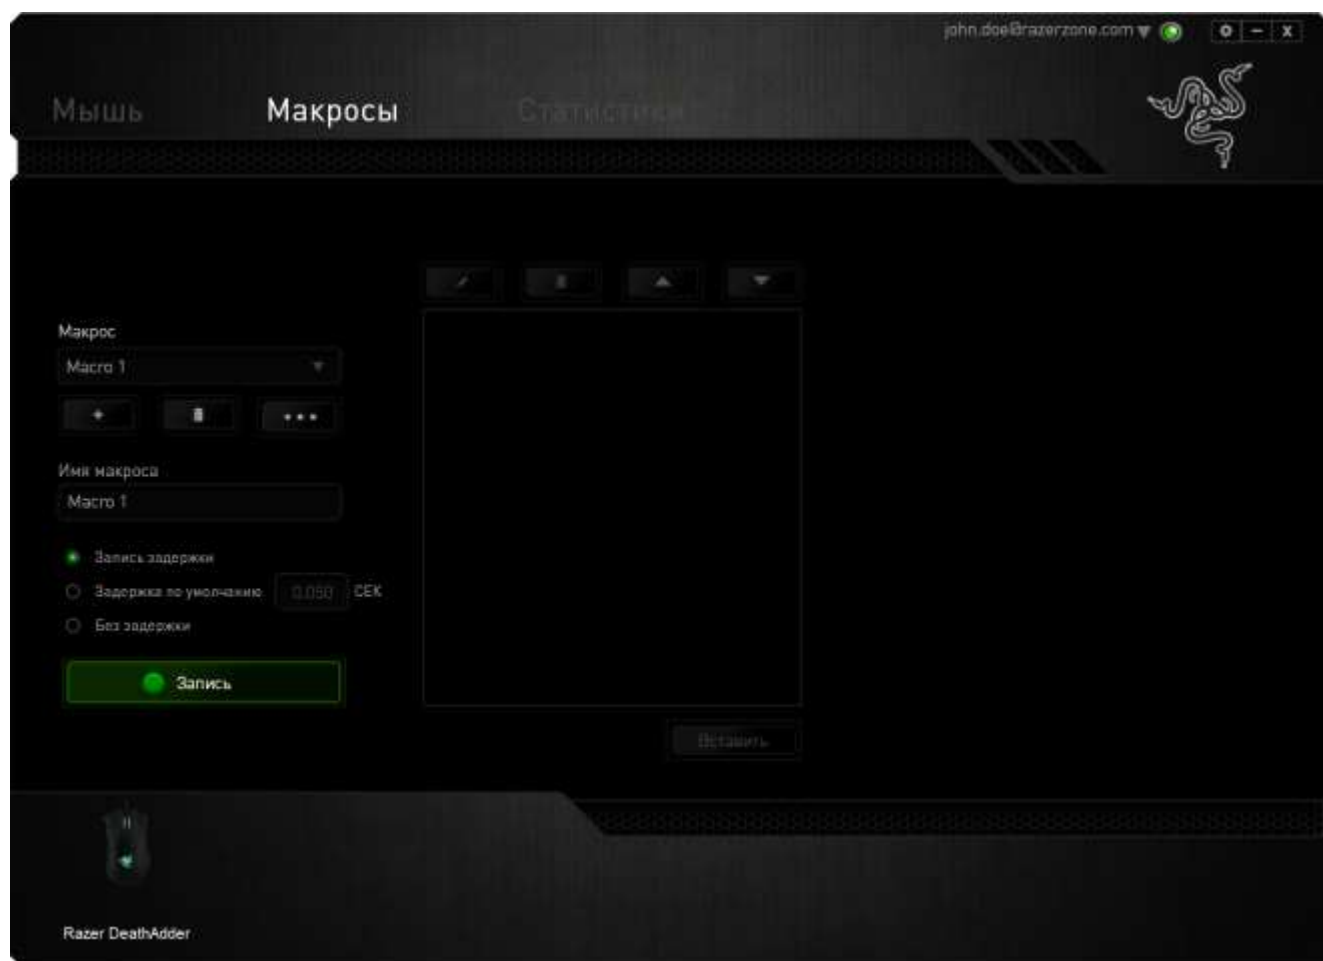 john.doe@razerzone.com
Мышь Макросы Статистики
Макрос
Macro 1
Имя макроса
Macro 1
Запись задержки
Задержка по умолчанию 0.050 СЕК
Без задержки
Запись
Вставить
Razer DeathAdder